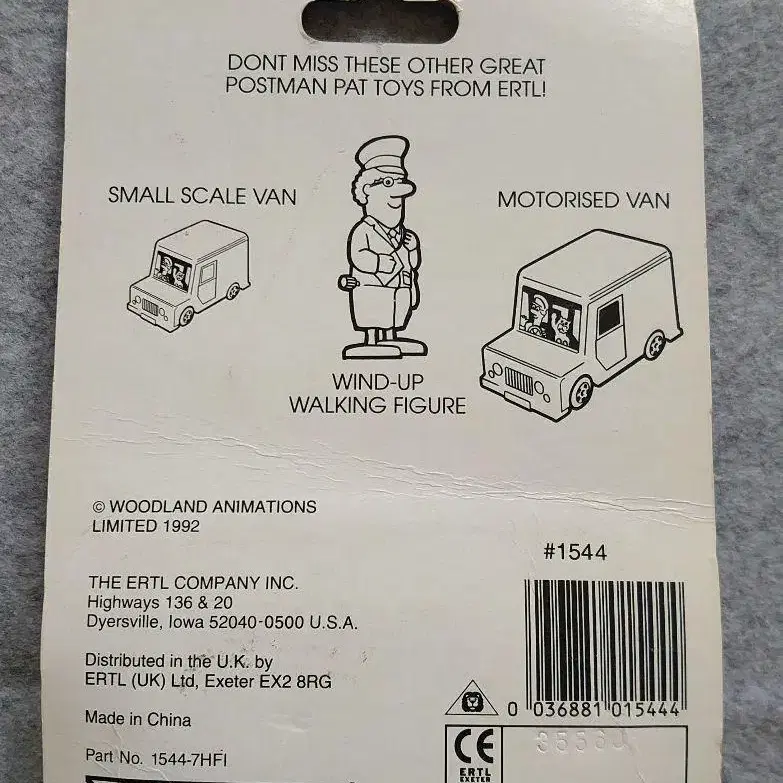 DONT MISS THESE OTHER GREAT
POSTMAN PAT TOYS FROM ERTL!
SMALL SCALE VAN
MOTORISED VAN
WIND-UP
WALKING FIGURE
© WOODLAND ANIMATIONS
LIMITED 1992
#1544
THE ERTL COMPANY INC.
Highways 136 & 20
Dyersville, Iowa 52040-0500 U.S.A.
Distributed in the U.K. by
ERTL (UK) Ltd, Exeter EX2 8RG
0 036881 015444
Made in China
CE
ERTL
EXETER
Part No. 1544-7HFI